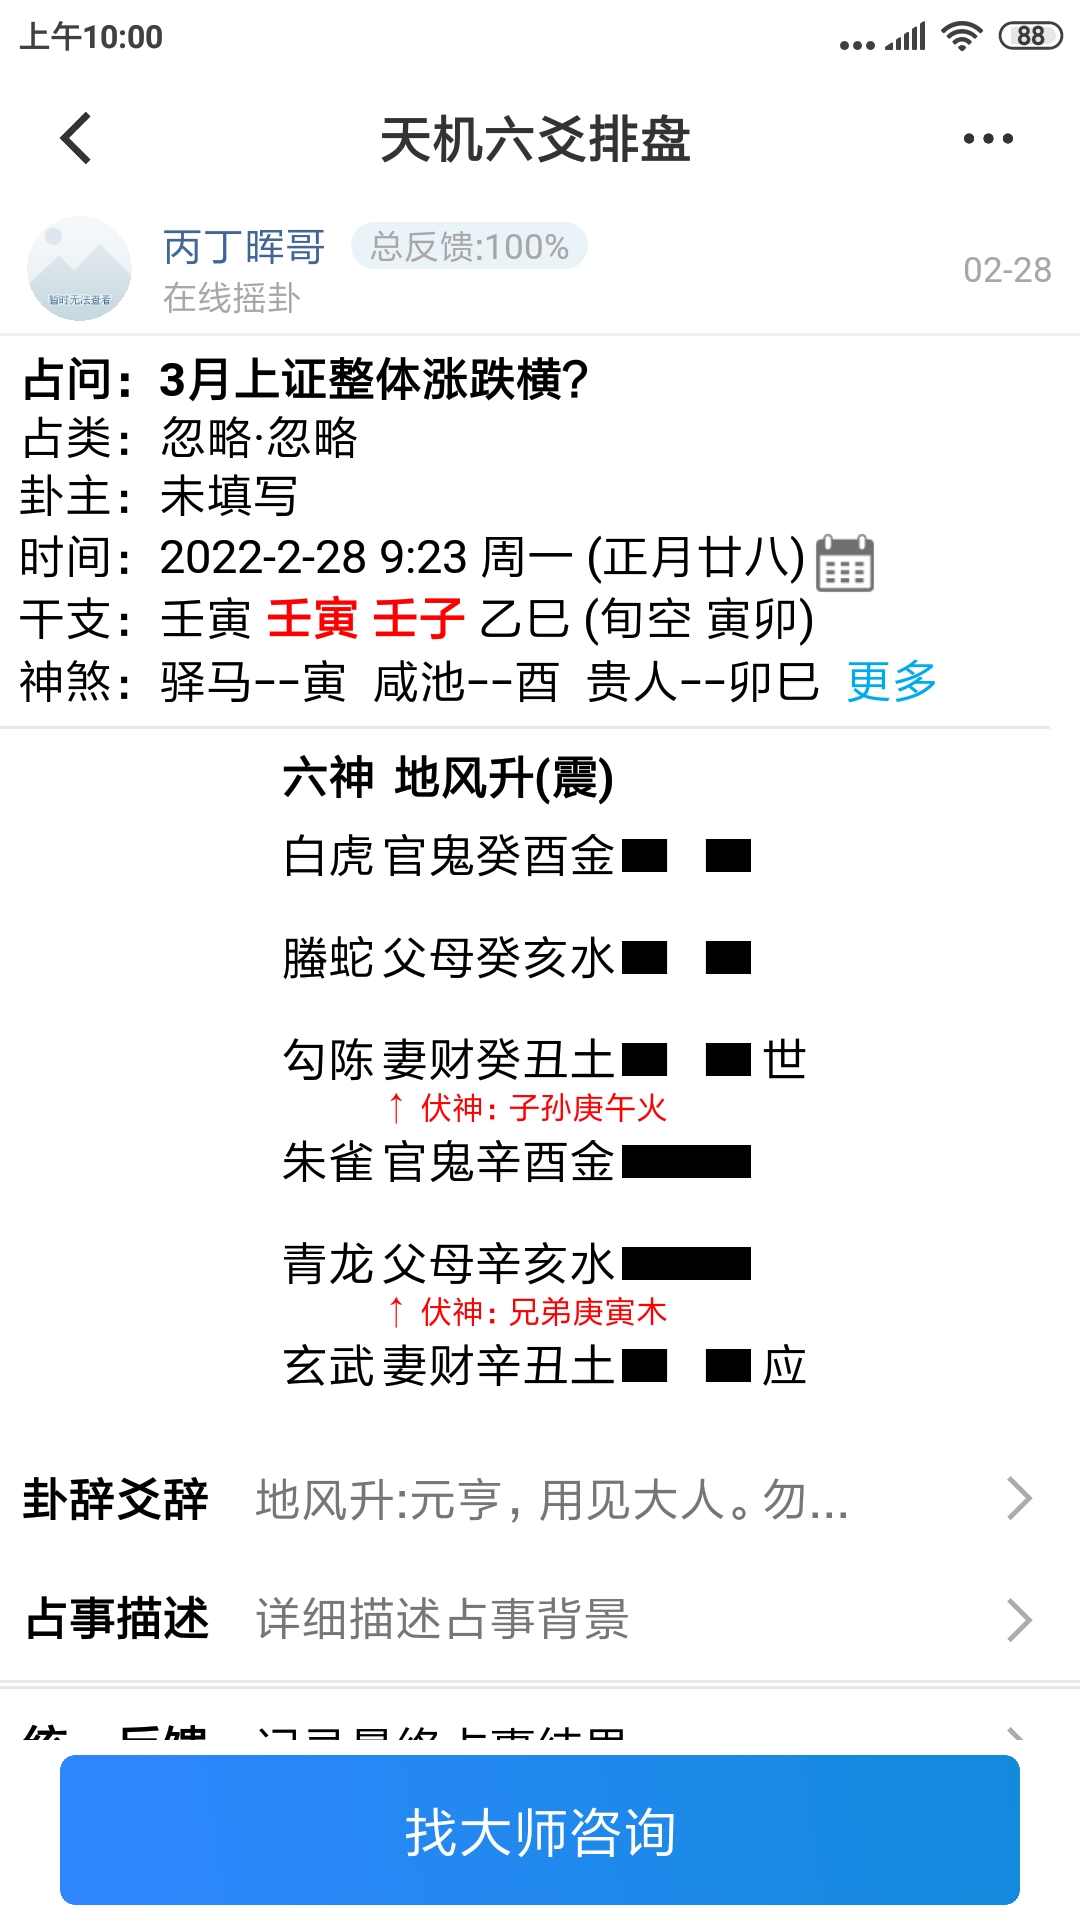 上午10:00
88
天机六爻排盘
丙丁晖哥 总反馈:100%
在线摇卦
02-28
暂时无法查看
占问：3月上证整体涨跌横？
占类：忽略·忽略
卦主：未填写
时间：2022-2-28 9:23 周一 (正月廿八)
干支：壬寅 壬寅 壬子 乙巳 (旬空 寅卯)
神煞：驿马--寅 咸池--酉 贵人--卯巳 更多
六神 地风升(震)
白虎 官鬼癸酉金
螣蛇 父母癸亥水
勾陈 妻财癸丑土 世
↑ 伏神：子孙庚午火
朱雀 官鬼辛酉金
青龙 父母辛亥水
↑ 伏神：兄弟庚寅木
玄武 妻财辛丑土 应
卦辞爻辞 地风升:元亨，用见大人。勿...
占事描述 详细描述占事背景
找大师咨询